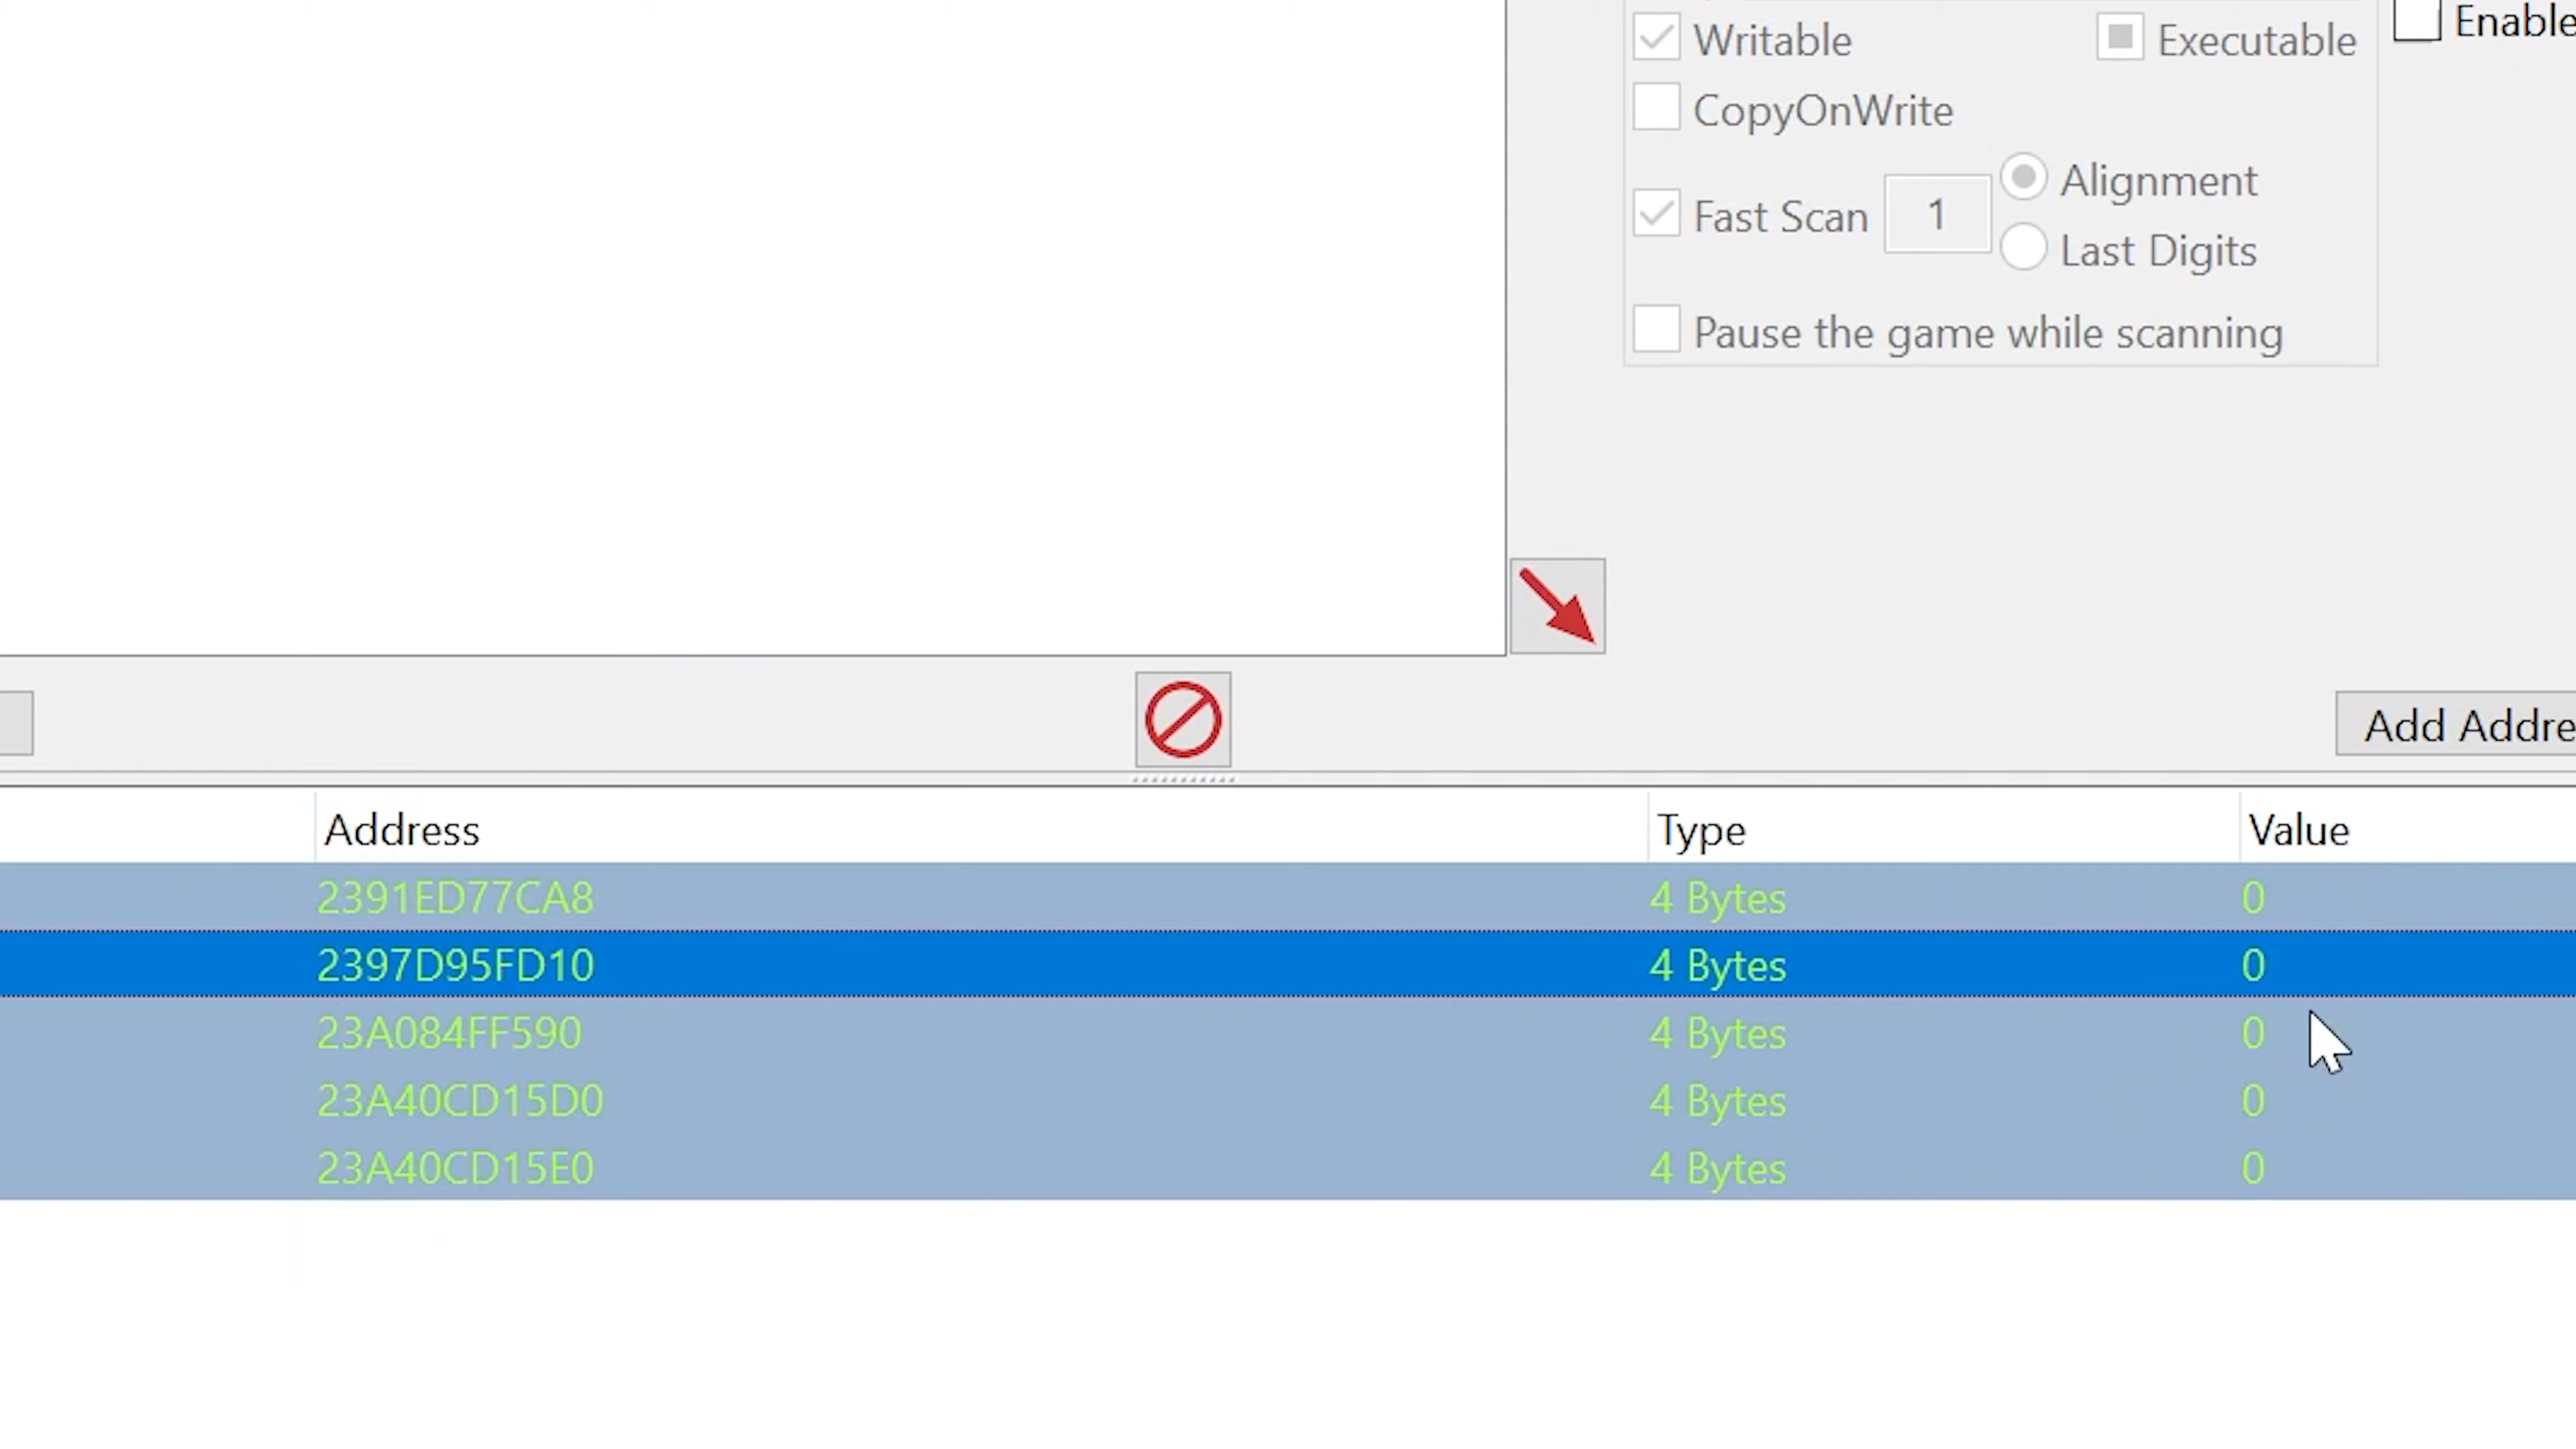 Writable Executable Enable
CopyOnWrite
Fast Scan 1 Alignment
Last Digits
Pause the game while scanning
Add Addre
Address Type Value
2391ED77CA8 4 Bytes 0
2397D95FD10 4 Bytes 0
23A084FF590 4 Bytes 0
23A40CD15D0 4 Bytes 0
23A40CD15E0 4 Bytes 0